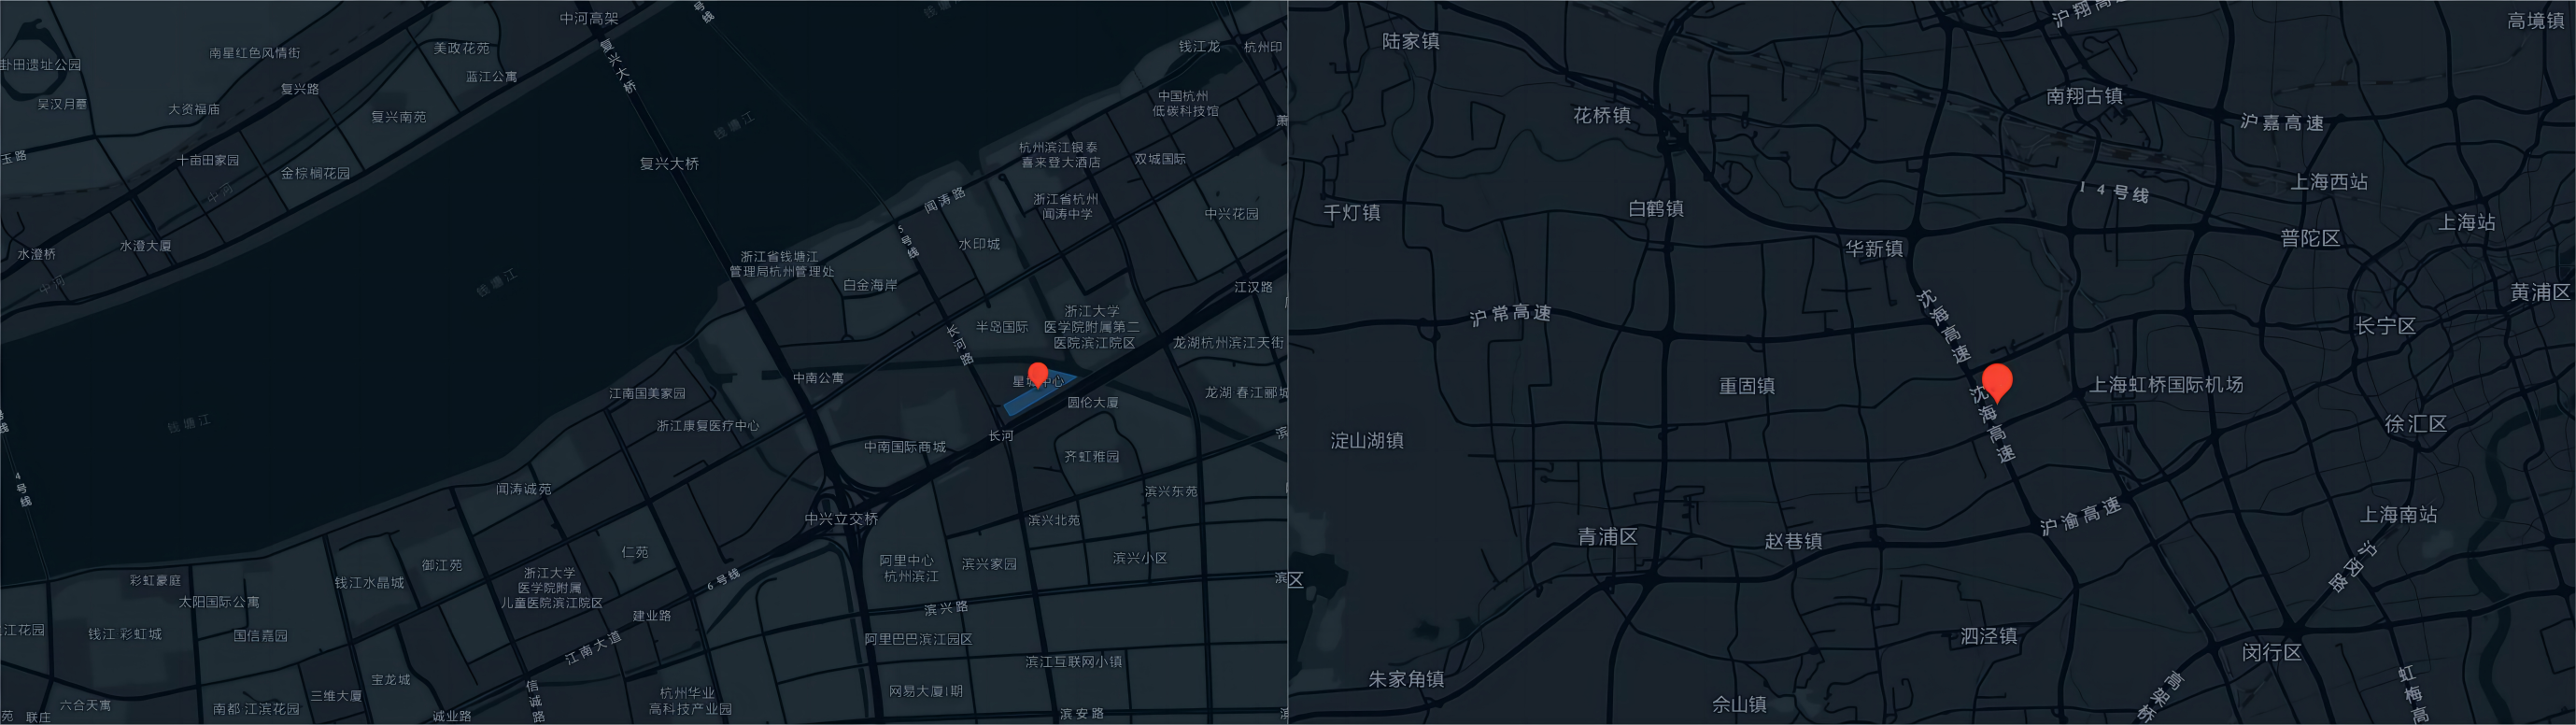 中河高架
号线
钱塘
南星红色风情街
美政花苑
复兴大桥
钱江龙
杭州印
卦田遗址公园
蓝江公寓
吴汉月墓
复兴路
大资福庙
复兴南苑
钱塘江
中国杭州
低碳科技馆
萧
玉路
十亩田家园
金棕榈花园
复兴大桥
杭州滨江银泰
喜来登大酒店
双城国际
中河
闻涛路
浙江省杭州
闻涛中学
中兴花园
水澄桥
水澄大厦
5号线
水印城
中河
钱塘江
浙江省钱塘江
管理局杭州管理处
白金海岸
江汉路
长河路
半岛国际
浙江大学
医学院附属第二
医院滨江院区
龙湖杭州滨江天街
中南公寓
星城中心
江南国美家园
圆伦大厦
龙湖 春江郦城
钱塘江
浙江康复医疗中心
长河
滨
中南国际商城
齐虹雅园
4号线
闻涛诚苑
滨兴东苑
中兴立交桥
滨兴北苑
仁苑
阿里中心
杭州滨江
滨兴家园
滨兴小区
彩虹豪庭
钱江水晶城
御江苑
浙江大学
医学院附属
儿童医院滨江院区
6号线
滨
太阳国际公寓
建业路
滨兴路
江花园
钱江 彩虹城
国信嘉园
江南大道
阿里巴巴滨江园区
滨江互联网小镇
宝龙城
信诚路
三维大厦
杭州华业
高科技产业园
网易大厦I期
六合天寓
南都 江滨花园
苑
联庄
诚业路
滨安路
陆家镇
沪翔高速
高境镇
花桥镇
南翔古镇
沪嘉高速
14号线
上海西站
千灯镇
白鹤镇
上海站
华新镇
普陀区
沈海高速
黄浦区
沪常高速
长宁区
重固镇
沈海高速
上海虹桥国际机场
淀山湖镇
徐汇区
沪渝高速
上海南站
青浦区
赵巷镇
区
沪闵路
泗泾镇
闵行区
朱家角镇
佘山镇
高架桥
虹梅高